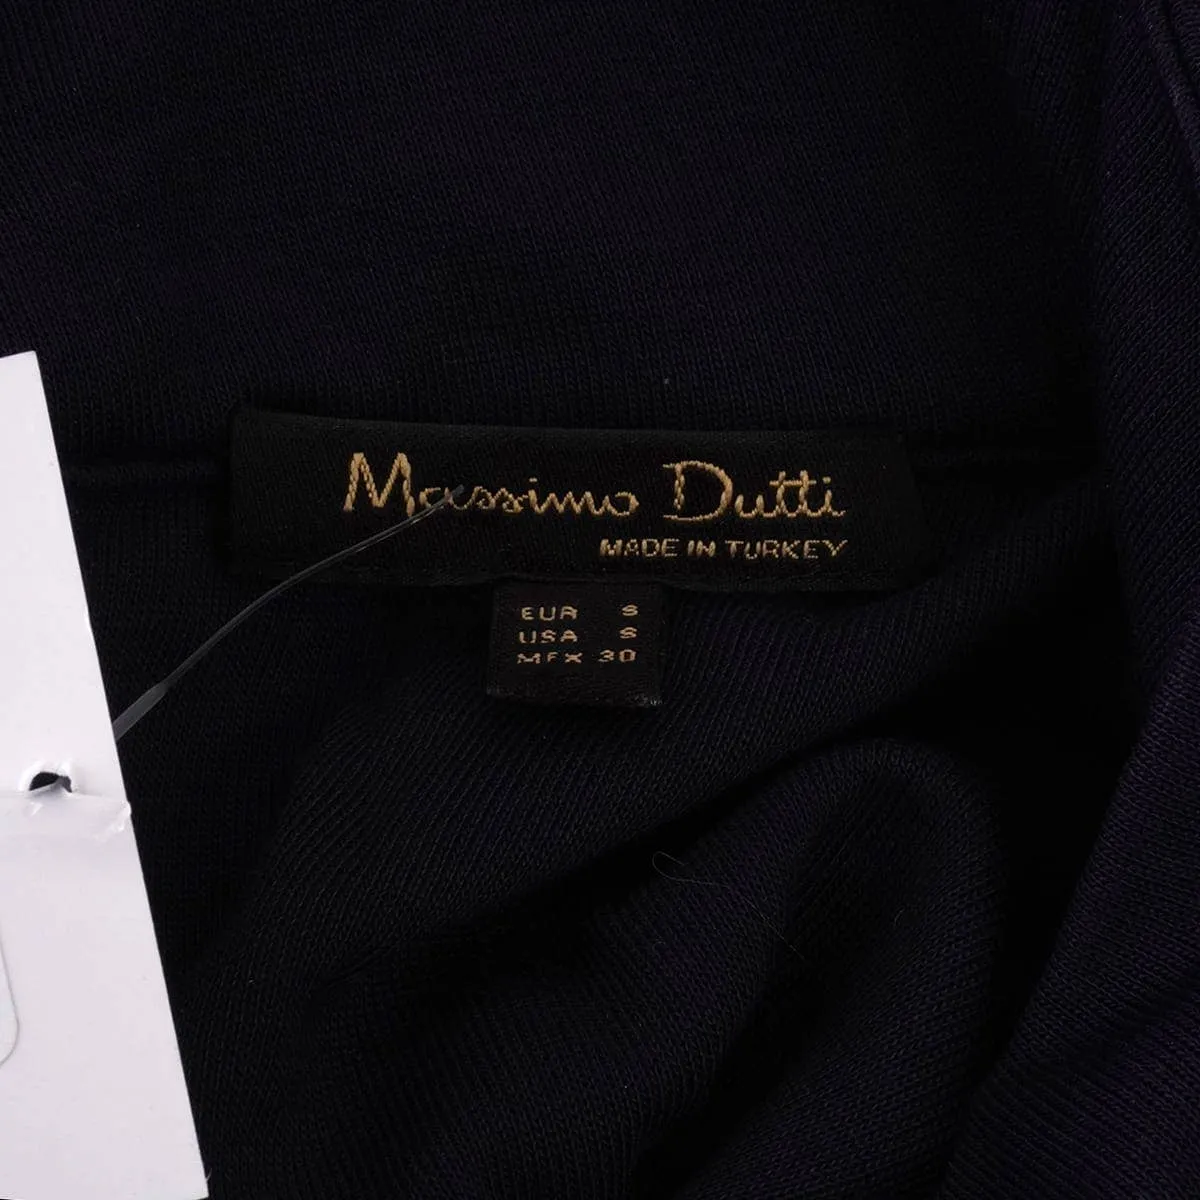 Massimo Dutti
MADE IN TURKEY
EUR S
USA S
MEX 30